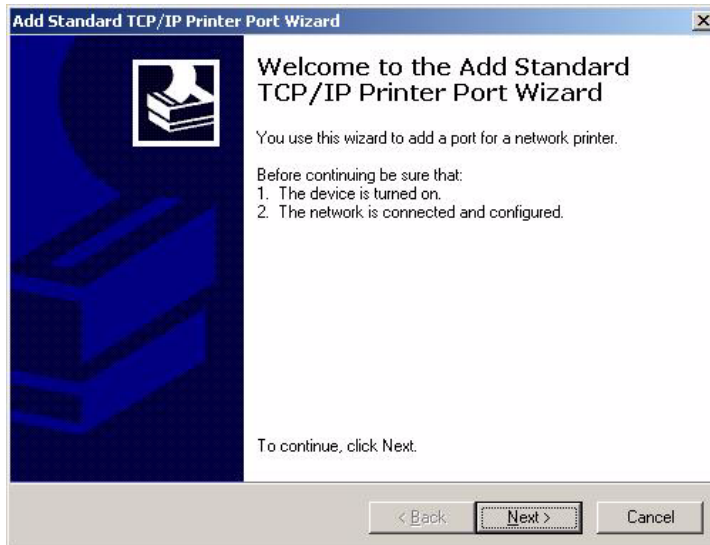 Add Standard TCP/IP Printer Port Wizard
Welcome to the Add Standard
TCP/IP Printer Port Wizard
You use this wizard to add a port for a network printer.
Before continuing be sure that:
1. The device is turned on.
2. The network is connected and configured.
To continue, click Next.
< Back Next > Cancel